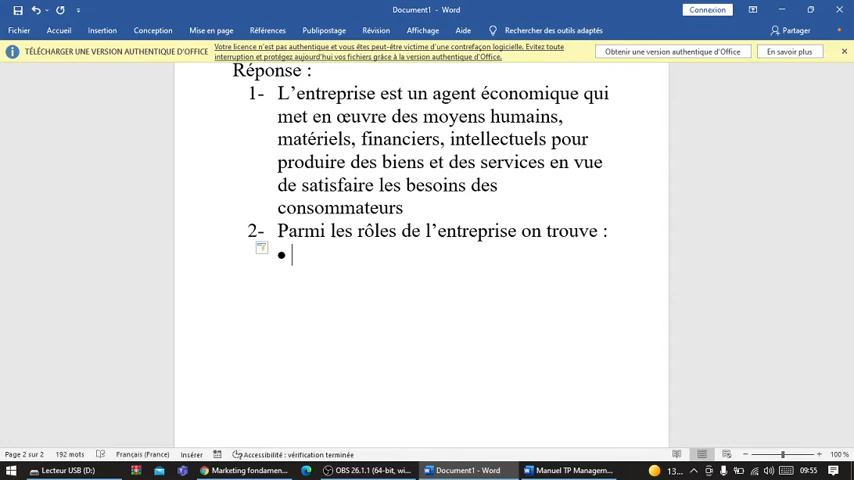 Document1 - Word
Connexion
Fichier Accueil Insertion Conception Mise en page Références Publipostage Révision Affichage Aide Rechercher des outils adaptés Partager
TÉLÉCHARGER UNE VERSION AUTHENTIQUE D'OFFICE Votre licence n'est pas authentique et vous êtes peut-être victime d'un contrefaçon logicielle. Evitez toute
interruption et protégez aujourd'hui vos fichiers grâce à la version authentique d'Office.
Obtenir une version authentique d'Office
En savoir plus
Réponse :
1- L'entreprise est un agent économique qui
met en œuvre des moyens humains,
matériels, financiers, intellectuels pour
produire des biens et des services en vue
de satisfaire les besoins des
consommateurs
2- Parmi les rôles de l'entreprise on trouve :
•
Page 2 sur 2 192 mots Français (France) Insérer Accessibilité : vérification terminée 100 %
Lecteur USB (D:) Marketing fondamen... OBS 26.1.1 (64-bit, wi... Document1 - Word Manuel TP Managem... 13... 09:55